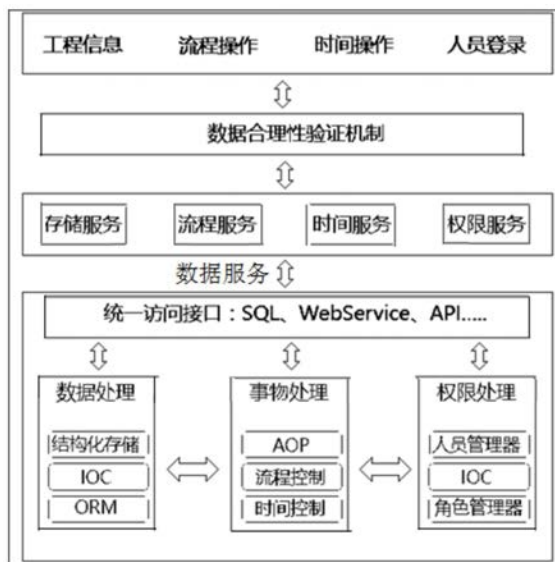 工程信息 流程操作 时间操作 人员登录
数据合理性验证机制
存储服务 流程服务 时间服务 权限服务
数据服务
统一访问接口：SQL、WebService、API.....
数据处理 事物处理 权限处理
结构化存储 AOP 人员管理器
IOC 流程控制 IOC
ORM 时间控制 角色管理器